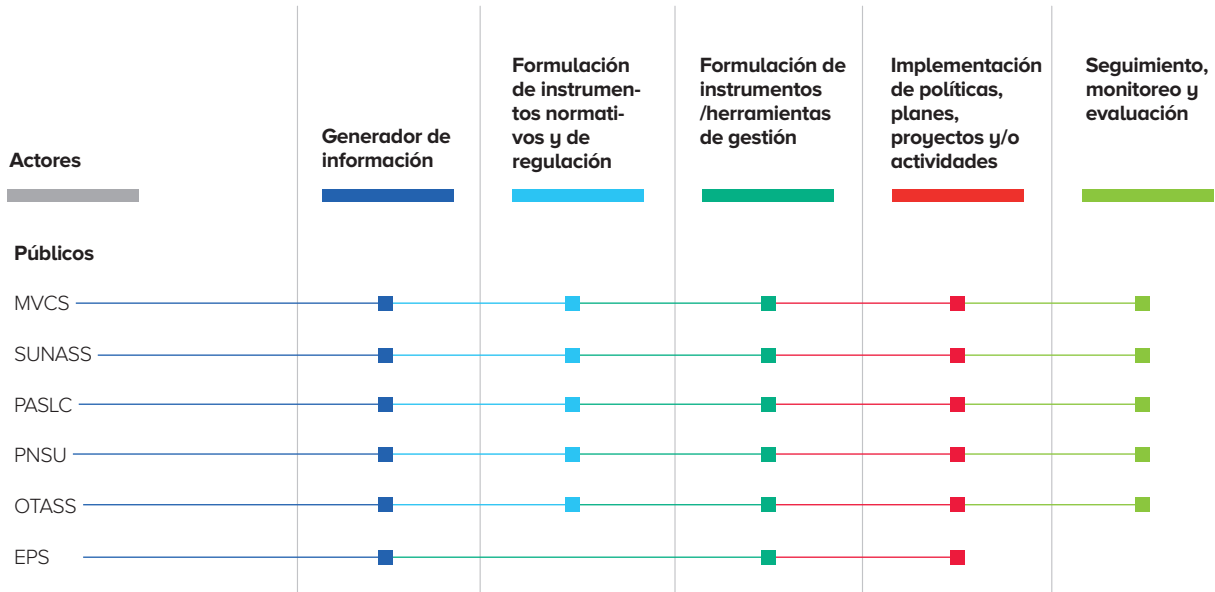 Actores
Generador de
información
Formulación
de instrumen-
tos normati-
vos y de
regulación
Formulación de
instrumentos
/herramientas
de gestión
Implementación
de políticas,
planes,
proyectos y/o
actividades
Seguimiento,
monitoreo y
evaluación
Públicos
MVCS
SUNASS
PASLC
PNSU
OTASS
EPS